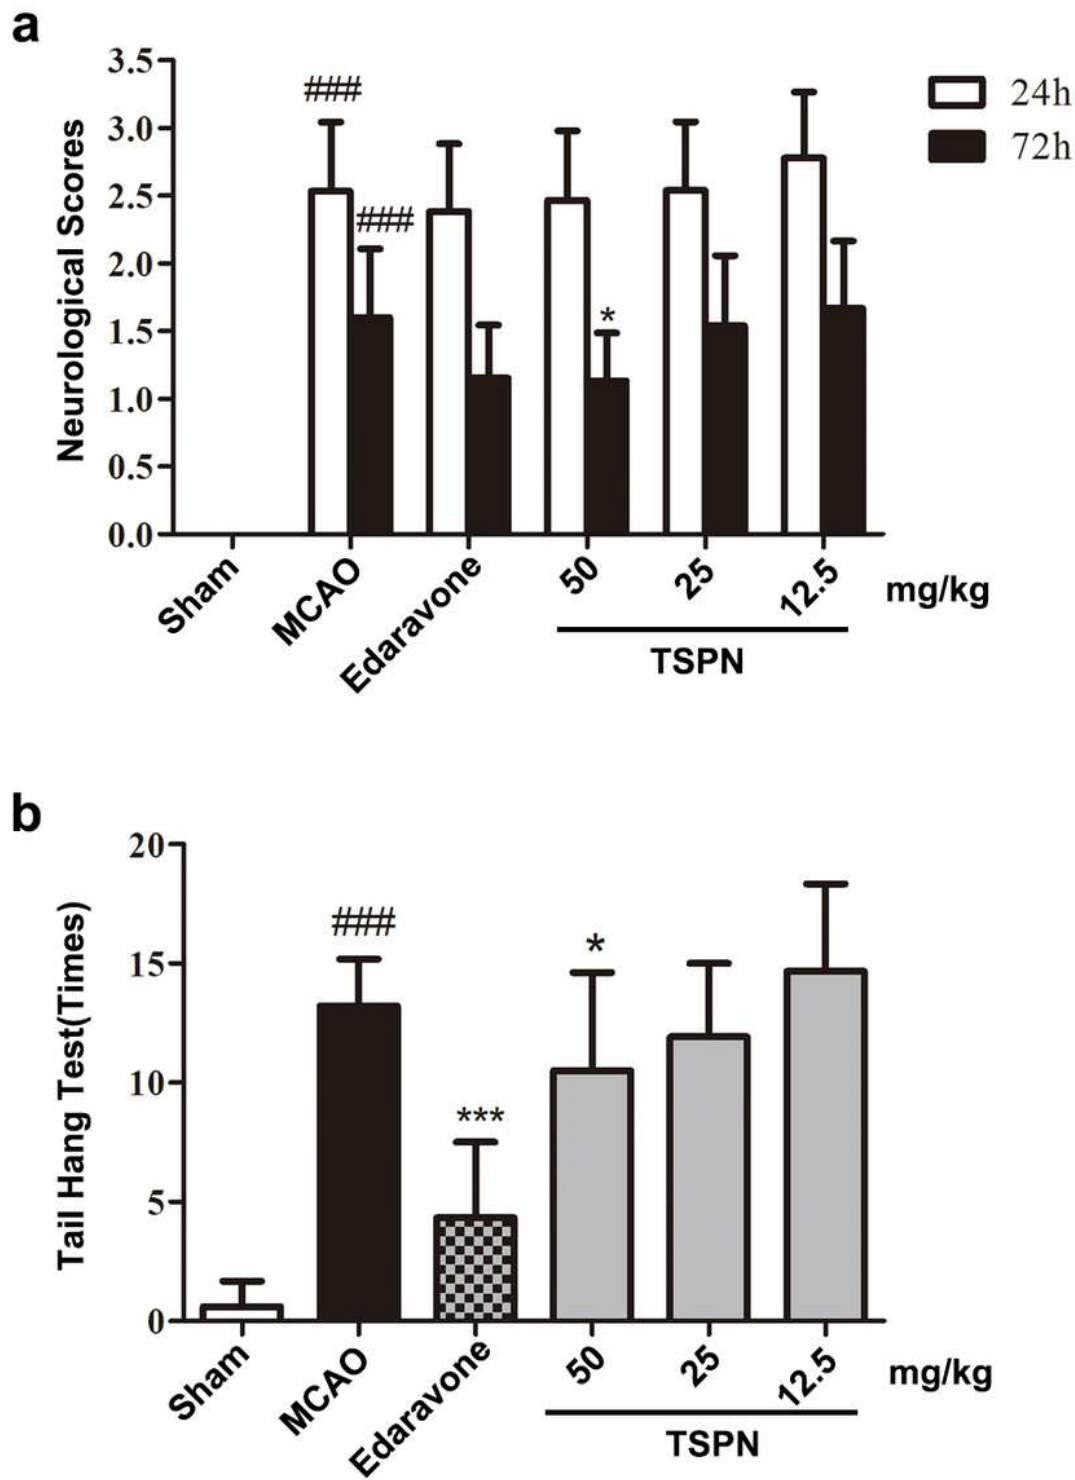 a
3.5
3.0
2.5
2.0
1.5
1.0
0.5
0.0
Neurological Scores
###
###
*
24h
72h
Sham
MCAO
Edaravone
50
25
12.5
mg/kg
TSPN
b
20
15
10
5
0
Tail Hang Test(Times)
###
***
*
Sham
MCAO
Edaravone
50
25
12.5
mg/kg
TSPN